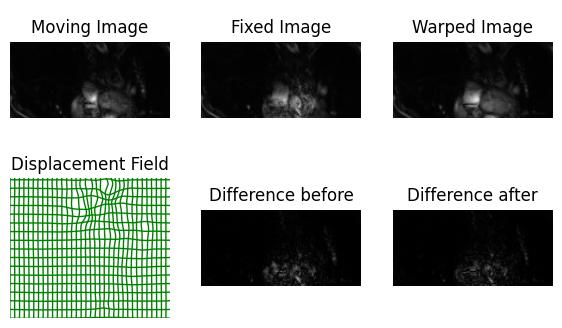 Moving Image
Fixed Image
Warped Image
Displacement Field
Difference before
Difference after